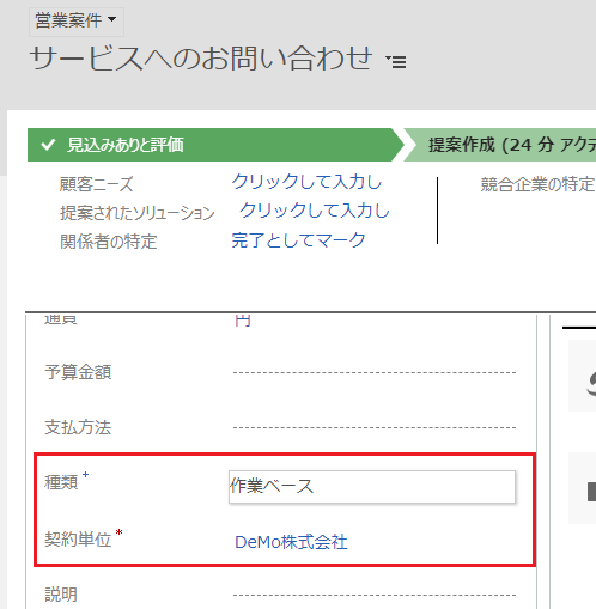 営業案件
サービスへのお問い合わせ
見込みありと評価
提案作成 (24 分 アクテ
顧客ニーズ
クリックして入力し
競合企業の特定
提案されたソリューション
クリックして入力し
関係者の特定
完了としてマーク
通貨
円
予算金額
支払方法
種類+
作業ベース
契約単位*
DeMo株式会社
説明